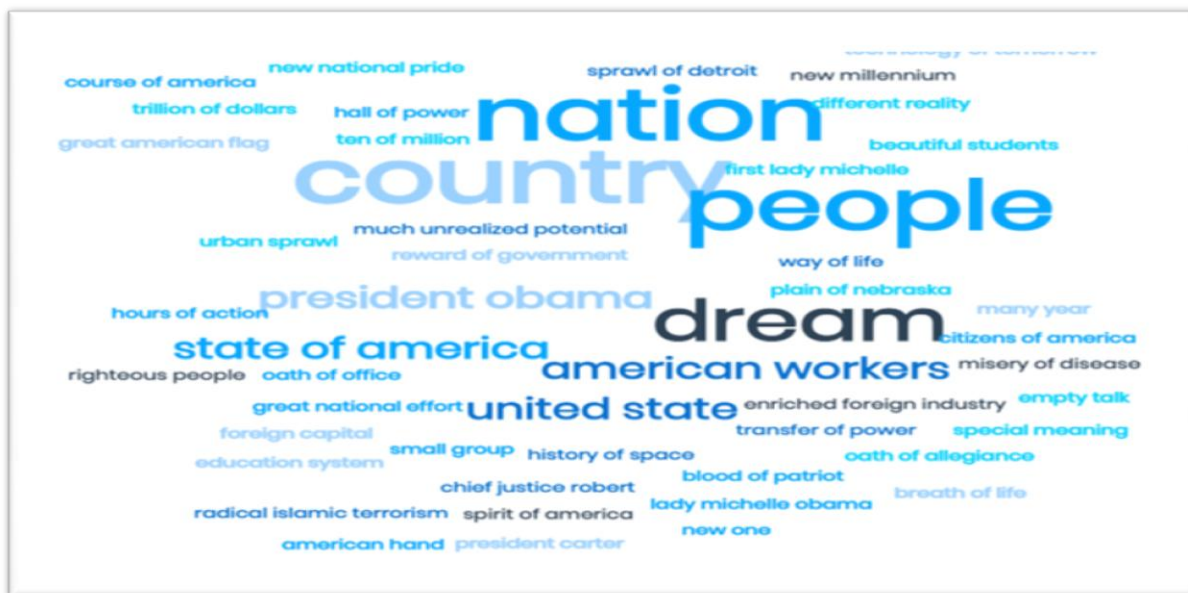 technology of tomorrow
new national pride
sprawl of detroit
new millennium
course of america
trillion of dollars
hall of power
nation
different reality
great american flag
ten of million
beautiful students
country
first lady michelle
people
much unrealized potential
urban sprawl
reward of government
way of life
president obama
plain of nebraska
hours of action
dream
many year
citizens of america
state of america
american workers
misery of disease
righteous people
oath of office
great national effort
united state
enriched foreign industry
empty talk
foreign capital
transfer of power
special meaning
small group
history of space
oath of allegiance
education system
blood of patriot
chief justice robert
breath of life
radical islamic terrorism
spirit of america
lady michelle obama
new one
american hand
president carter